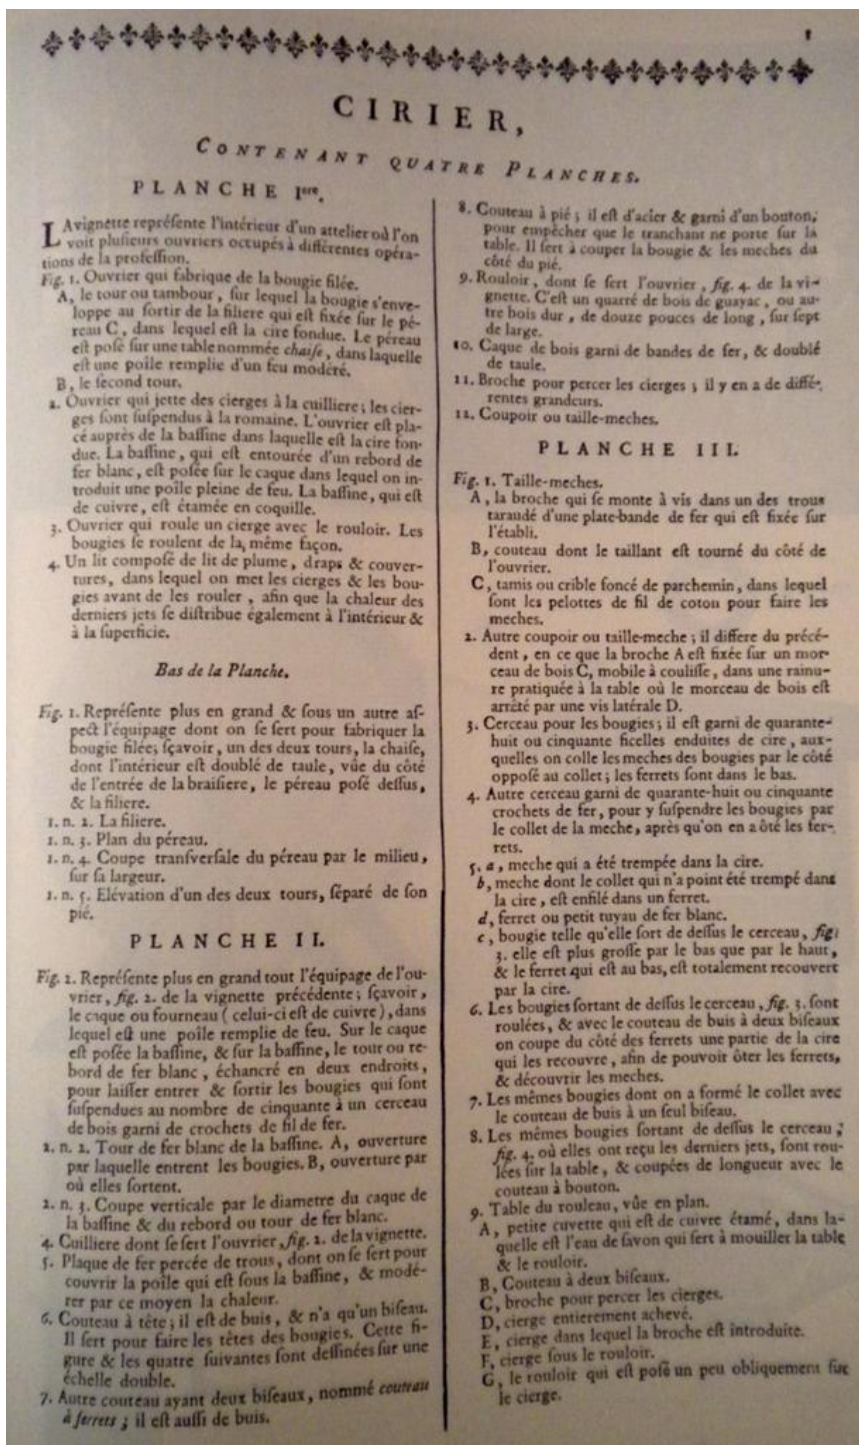 1
CIRIER,
CONTENANT QUATRE PLANCHES.
PLANCHE Iere.
LA vignette repréſente l'intérieur d'un attelier où l'on
voit pluſieurs ouvriers occupés à différentes opéra-
tions de la profeſſion.
Fig. 1. Ouvrier qui fabrique de la bougie filée.
A, le tour ou tambour, ſur lequel la bougie s'enve-
loppe au ſortir de la filiere qui eſt fixée ſur le pé-
reau C, dans lequel eſt la cire fondue. Le péreau
eſt poſé ſur une table nommée chaiſe, dans laquelle
eſt une poîle remplie d'un feu modéré.
B, le ſecond tour.
2. Ouvrier qui jette des cierges à la cuilliere; les cier-
ges ſont ſuſpendus à la romaine. L'ouvrier eſt pla-
cé auprès de la baſſine dans laquelle eſt la cire fon-
due. La baſſine, qui eſt entourée d'un rebord de
fer blanc, eſt poſée ſur le caque dans lequel on in-
troduit une poîle pleine de feu. La baſſine, qui eſt
de cuivre, eſt étamée en coquille.
3. Ouvrier qui roule un cierge avec le rouloir. Les
bougies ſe roulent de la même façon.
4. Un lit compoſé de lit de plume, draps & couver-
tures, dans lequel on met les cierges & les bou-
gies avant de les rouler, afin que la chaleur des
derniers jets ſe diſtribue également à l'intérieur &
à la ſuperficie.
Bas de la Planche.
Fig. 1. Repréſente plus en grand & ſous un autre aſ-
pect l'équipage dont on ſe ſert pour fabriquer la
bougie filée; ſçavoir, un des deux tours, la chaiſe,
dont l'intérieur eſt doublé de taule, vûe du côté
de l'entrée de la braiſiere, le péreau poſé deſſus,
& la filiere.
1. n. 2. La filiere.
1. n. 3. Plan du péreau.
1. n. 4. Coupe tranſverſale du péreau par le milieu,
ſur ſa largeur.
1. n. 5. Elévation d'un des deux tours, ſéparé de ſon
pié.
PLANCHE II.
Fig. 2. Repréſente plus en grand tout l'équipage de l'ou-
vrier, fig. 2. de la vignette précédente; ſçavoir,
le caque ou fourneau (celui-ci eſt de cuivre), dans
lequel eſt une poîle remplie de feu. Sur le caque
eſt poſée la baſſine, & ſur la baſſine, le tour ou re-
bord de fer blanc, échancré en deux endroits,
pour laiſſer entrer & ſortir les bougies qui ſont
ſuſpendues au nombre de cinquante à un cerceau
de bois garni de crochets de fil de fer.
2. n. 2. Tour de fer blanc de la baſſine. A, ouverture
par laquelle entrent les bougies. B, ouverture par
où elles ſortent.
2. n. 3. Coupe verticale par le diametre du caque de
la baſſine & du rebord ou tour de fer blanc.
4. Cuilliere dont ſe ſert l'ouvrier, fig. 2. de la vignette.
5. Plaque de fer percée de trous, dont on ſe ſert pour
couvrir la poîle qui eſt ſous la baſſine, & modé-
rer par ce moyen la chaleur.
6. Couteau à tête; il eſt de buis, & n'a qu'un biſeau.
Il ſert pour faire les têtes des bougies. Cette fi-
gure & les quatre ſuivantes ſont deſſinées ſur une
échelle double.
7. Autre couteau ayant deux biſeaux, nommé couteau
à ferrets; il eſt auſſi de buis.
8. Couteau à pié; il eſt d'acier & garni d'un bouton,
pour empêcher que le tranchant ne porte ſur la
table. Il ſert à couper la bougie & les meches du
côté du pié.
9. Rouloir, dont ſe ſert l'ouvrier, fig. 4. de la vi-
gnette. C'eſt un quarré de bois de guayac, ou au-
tre bois dur, de douze pouces de long, ſur ſept
de large.
10. Caque de bois garni de bandes de fer, & doublé
de taule.
11. Broche pour percer les cierges; il y en a de diffé-
rentes grandeurs.
12. Coupoir ou taille-meches.
PLANCHE III.
Fig. 1. Taille-meches.
A, la broche qui ſe monte à vis dans un des trous
taraudé d'une plate-bande de fer qui eſt fixée ſur
l'établi.
B, couteau dont le taillant eſt tourné du côté de
l'ouvrier.
C, tamis ou crible foncé de parchemin, dans lequel
ſont les pelottes de fil de coton pour faire les
meches.
2. Autre coupoir ou taille-meche; il differe du précé-
dent, en ce que la broche A eſt fixée ſur un mor-
ceau de bois C, mobile à couliſſe, dans une rainu-
re pratiquée à la table où le morceau de bois eſt
arrêté par une vis latérale D.
3. Cerceau pour les bougies; il eſt garni de quarante-
huit ou cinquante ficelles enduites de cire, aux-
quelles on colle les meches des bougies par le côté
oppoſé au collet; les ferrets ſont dans le bas.
4. Autre cerceau garni de quarante-huit ou cinquante
crochets de fer, pour y ſuſpendre les bougies par
le collet de la meche, après qu'on en a ôté les fer-
rets.
5. a, meche qui a été trempée dans la cire.
b, meche dont le collet qui n'a point été trempé dans
la cire, eſt enfilé dans un ferret.
d, ferret ou petit tuyau de fer blanc.
c, bougie telle qu'elle ſort de deſſus le cerceau, fig.
3. elle eſt plus groſſe par le bas que par le haut,
& le ferret qui eſt au bas, eſt totalement recouvert
par la cire.
6. Les bougies ſortant de deſſus le cerceau, fig. 3. ſont
roulées, & avec le couteau de buis à deux biſeaux
on coupe du côté des ferrets une partie de la cire
qui les recouvre, afin de pouvoir ôter les ferrets,
& découvrir les meches.
7. Les mêmes bougies dont on a formé le collet avec
le couteau de buis à un ſeul biſeau.
8. Les mêmes bougies ſortant de deſſus le cerceau,
fig. 4. où elles ont reçu les derniers jets, ſont rou-
lées ſur la table, & coupées de longueur avec le
couteau à bouton.
9. Table du rouleau, vûe en plan.
A, petite cuvette qui eſt de cuivre étamé, dans la-
quelle eſt l'eau de ſavon qui ſert à mouiller la table
& le rouloir.
B, Couteau à deux biſeaux.
C, broche pour percer les cierges.
D, cierge entierement achevé.
E, cierge dans lequel la broche eſt introduite.
F, cierge ſous le rouloir.
G, le rouloir qui eſt poſé un peu obliquement ſur
le cierge.